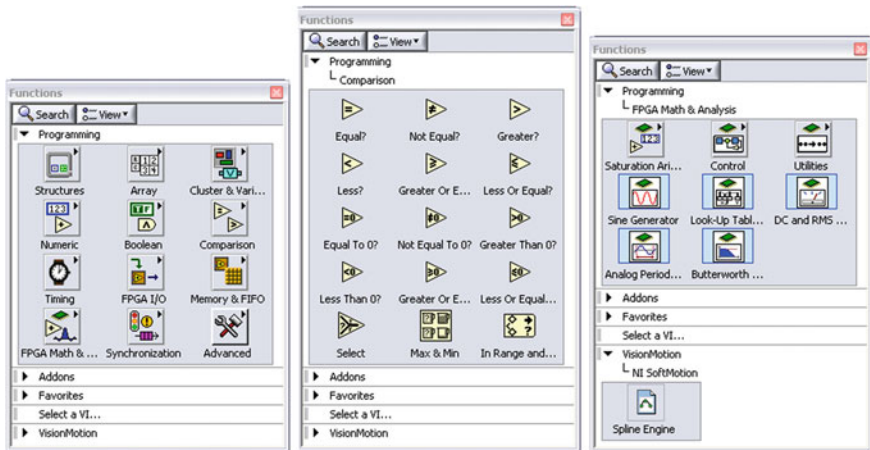 Functions
Search View
Programming
Structures Array Cluster & Vari...
Numeric Boolean Comparison
Timing FPGA I/O Memory & FIFO
FPGA Math & ... Synchronization Advanced
Addons
Favorites
Select a VI...
VisionMotion
Functions
Search View
Programming
Comparison
Equal? Not Equal? Greater?
Less? Greater Or E... Less Or Equal?
Equal To 0? Not Equal To 0? Greater Than 0?
Less Than 0? Greater Or E... Less Or Equal...
Select Max & Min In Range and...
Addons
Favorites
Select a VI...
VisionMotion
Functions
Search View
Programming
FPGA Math & Analysis
Saturation Ari... Control Utilities
Sine Generator Look-Up Tabl... DC and RMS ...
Analog Period... Butterworth ...
Addons
Favorites
Select a VI...
VisionMotion
NI SoftMotion
Spline Engine